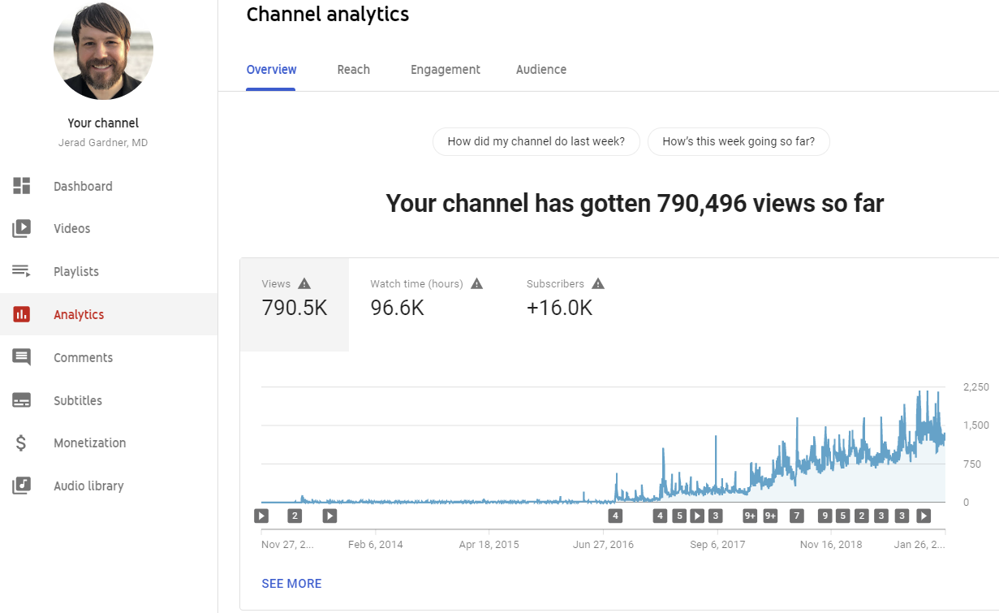 Channel analytics
Overview Reach Engagement Audience
Your channel
Jerad Gardner, MD
Dashboard
Videos
Playlists
Analytics
Comments
Subtitles
Monetization
Audio library
How did my channel do last week? How's this week going so far?
Your channel has gotten 790,496 views so far
Views Watch time (hours) Subscribers
790.5K 96.6K +16.0K
2,250
1,500
750
0
2 4 4 5 3 9+ 9+ 7 9 5 2 3 3
Nov 27, 2... Feb 6, 2014 Apr 18, 2015 Jun 27, 2016 Sep 6, 2017 Nov 16, 2018 Jan 26, 2...
SEE MORE